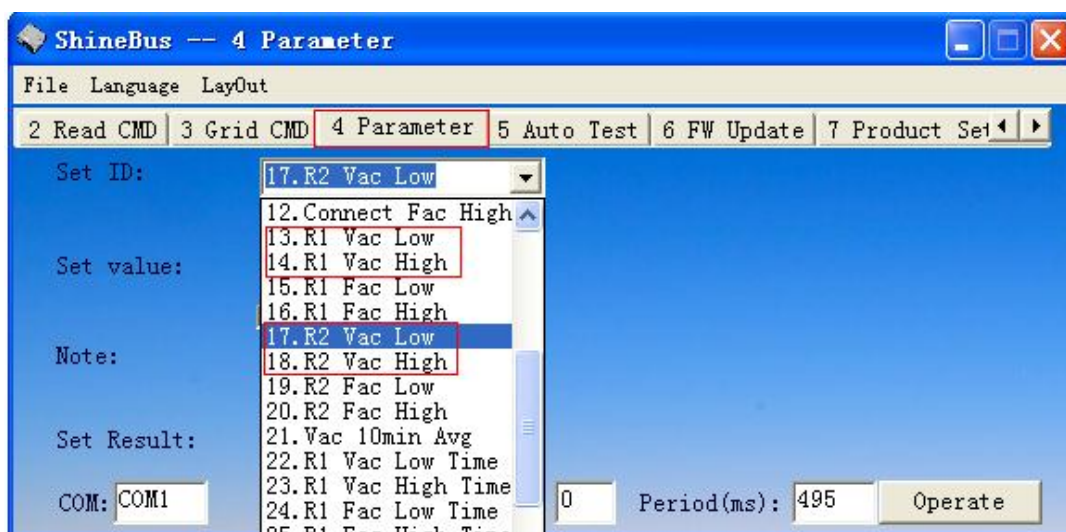 ShineBus -- 4 Parameter
File Language LayOut
2 Read CMD 3 Grid CMD 4 Parameter 5 Auto Test 6 FW Update 7 Product Set
Set ID: 17.R2 Vac Low
12.Connect Fac High
13.R1 Vac Low
Set value: 14.R1 Vac High
15.R1 Fac Low
16.R1 Fac High
17.R2 Vac Low
Note: 18.R2 Vac High
19.R2 Fac Low
20.R2 Fac High
Set Result: 21.Vac 10min Avg
22.R1 Vac Low Time
COM: COM1 23.R1 Vac High Time 0 Period(ms): 495 Operate
24.R1 Fac Low Time
25.R1 Fac High Time